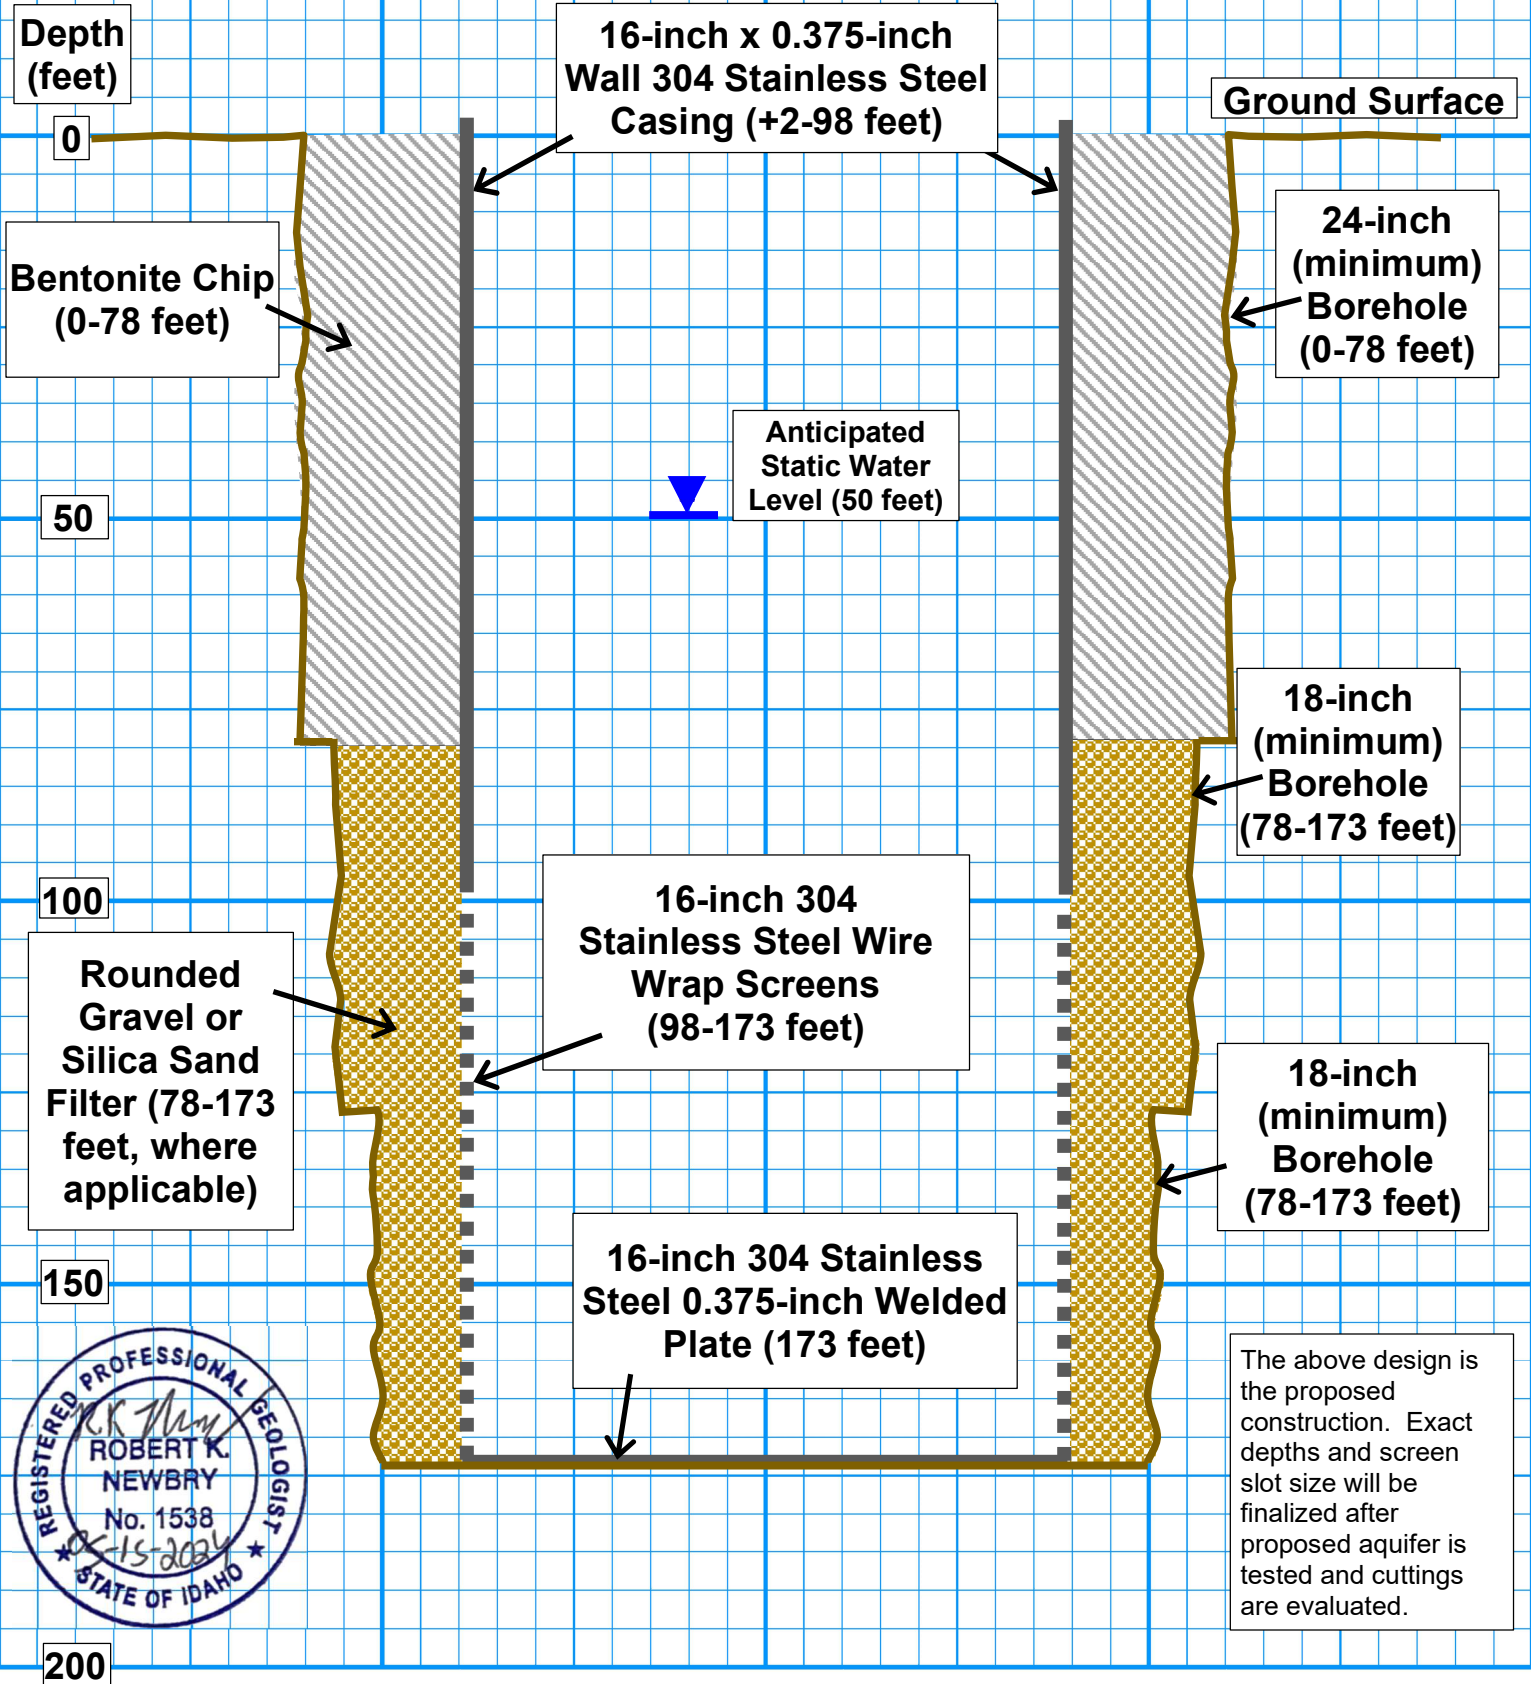 Depth
(feet)
16-inch x 0.375-inch
Wall 304 Stainless Steel
Casing (+2-98 feet)
Ground Surface
0
24-inch
(minimum)
Borehole
(0-78 feet)
Bentonite Chip
(0-78 feet)
Anticipated
Static Water
Level (50 feet)
50
18-inch
(minimum)
Borehole
(78-173 feet)
100
16-inch 304
Stainless Steel Wire
Wrap Screens
(98-173 feet)
Rounded
Gravel or
Silica Sand
Filter (78-173
feet, where
applicable)
18-inch
(minimum)
Borehole
(78-173 feet)
16-inch 304 Stainless
Steel 0.375-inch Welded
Plate (173 feet)
150
REGISTERED PROFESSIONAL GEOLOGIST
ROBERT K.
NEWBRY
No. 1538
05-15-2024
STATE OF IDAHO
The above design is
the proposed
construction. Exact
depths and screen
slot size will be
finalized after
proposed aquifer is
tested and cuttings
are evaluated.
200